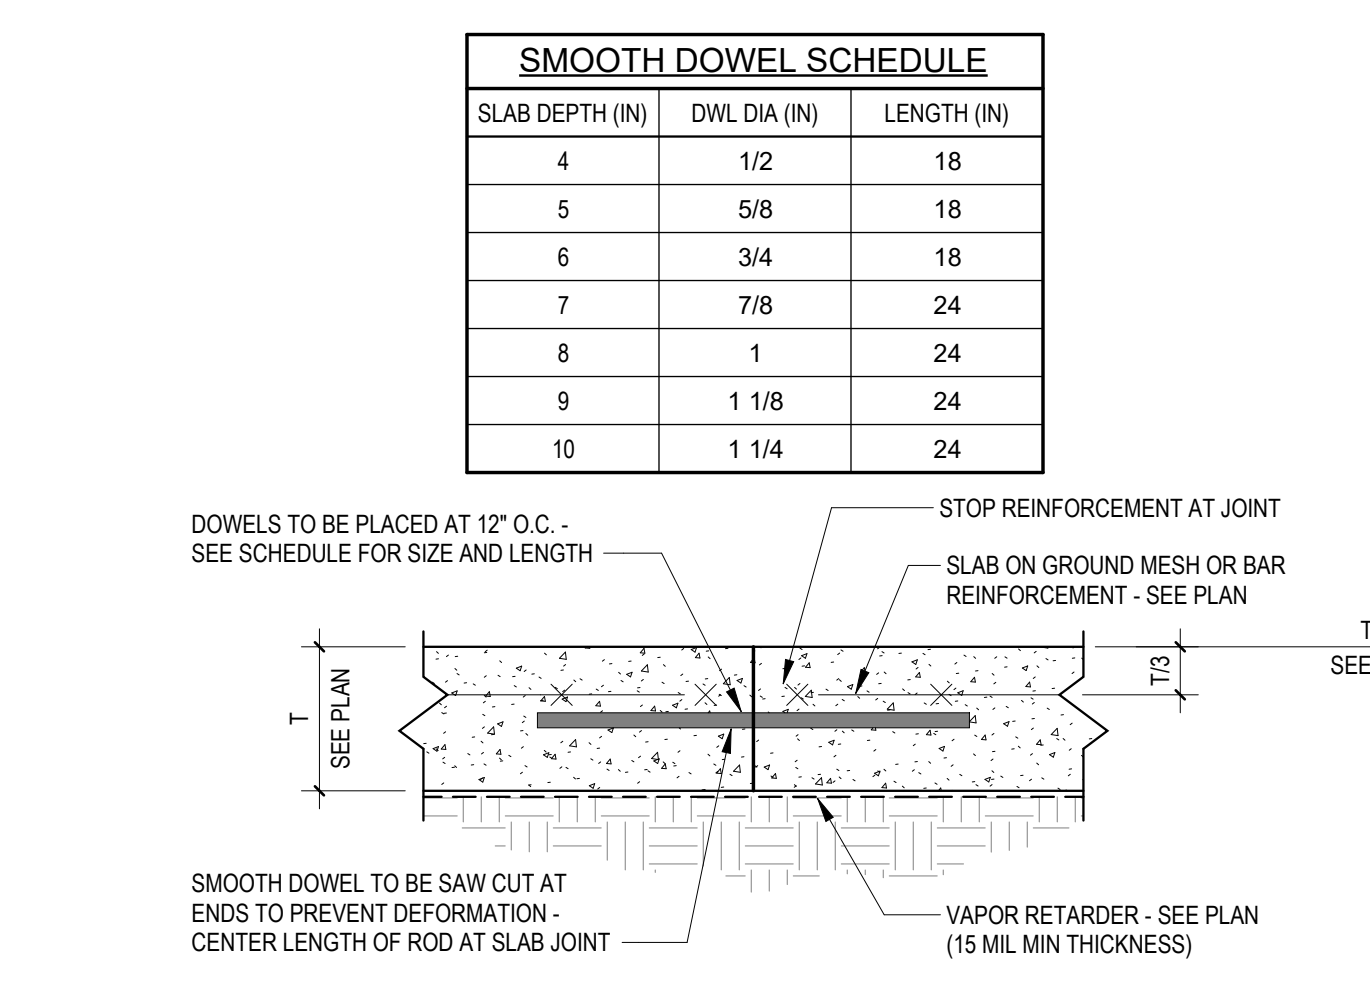 SMOOTH DOWEL SCHEDULE
SLAB DEPTH (IN) DWL DIA (IN) LENGTH (IN)
4 1/2 18
5 5/8 18
6 3/4 18
7 7/8 24
8 1 24
9 1 1/8 24
10 1 1/4 24
DOWELS TO BE PLACED AT 12" O.C. -
SEE SCHEDULE FOR SIZE AND LENGTH
STOP REINFORCEMENT AT JOINT
SLAB ON GROUND MESH OR BAR
REINFORCEMENT - SEE PLAN
T
SEE PLAN
T/3
T
SEE
SMOOTH DOWEL TO BE SAW CUT AT
ENDS TO PREVENT DEFORMATION -
CENTER LENGTH OF ROD AT SLAB JOINT
VAPOR RETARDER - SEE PLAN
(15 MIL MIN THICKNESS)